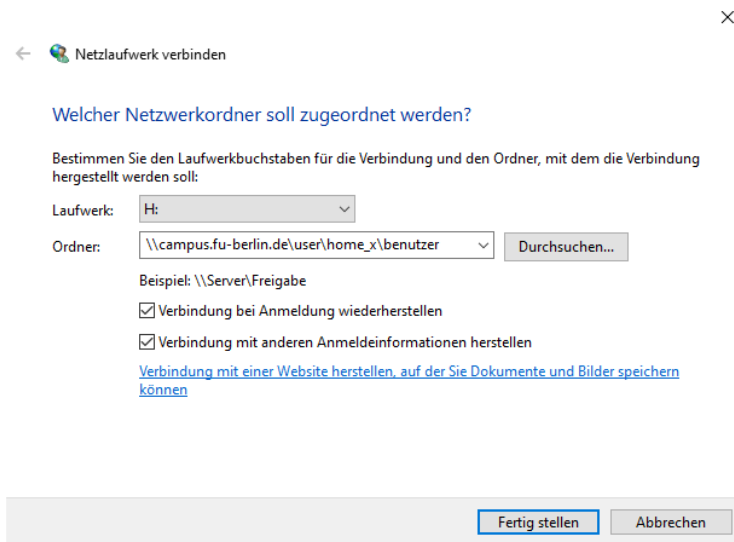 Netzlaufwerk verbinden
Welcher Netzwerkordner soll zugeordnet werden?
Bestimmen Sie den Laufwerkbuchstaben für die Verbindung und den Ordner, mit dem die Verbindung
hergestellt werden soll:
Laufwerk: H:
Ordner: \\campus.fu-berlin.de\user\home_x\benutzer Durchsuchen...
Beispiel: \\Server\Freigabe
Verbindung bei Anmeldung wiederherstellen
Verbindung mit anderen Anmeldeinformationen herstellen
Verbindung mit einer Website herstellen, auf der Sie Dokumente und Bilder speichern
können
Fertig stellen Abbrechen